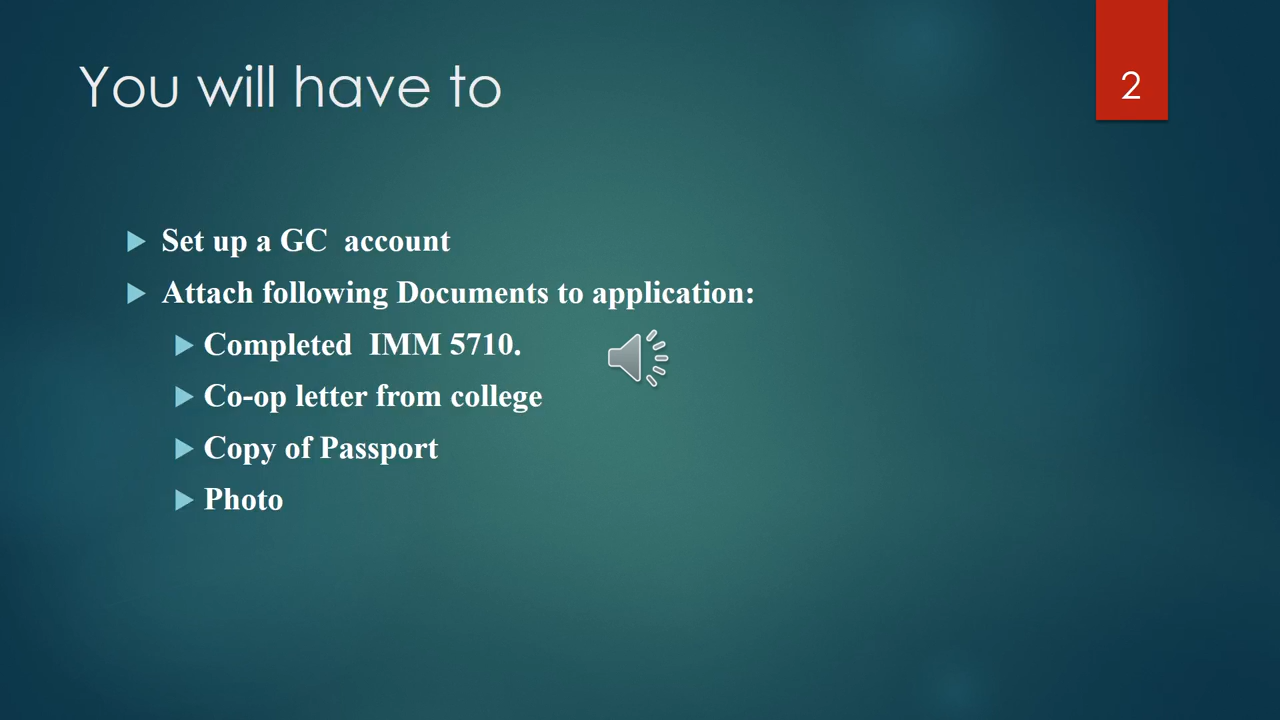 You will have to
2
Set up a GC  account
Attach following Documents to application:
Completed  IMM 5710.
Co-op letter from college
Copy of Passport
Photo